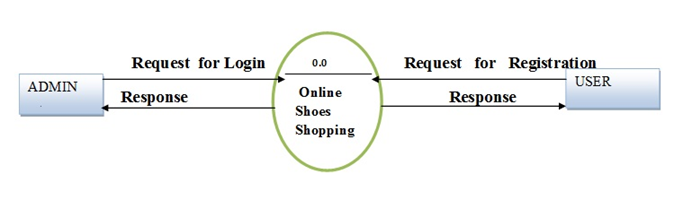 Request for Login
0.0
Request for Registration
ADMIN
Response
Online
Shoes
Shopping
Response
USER